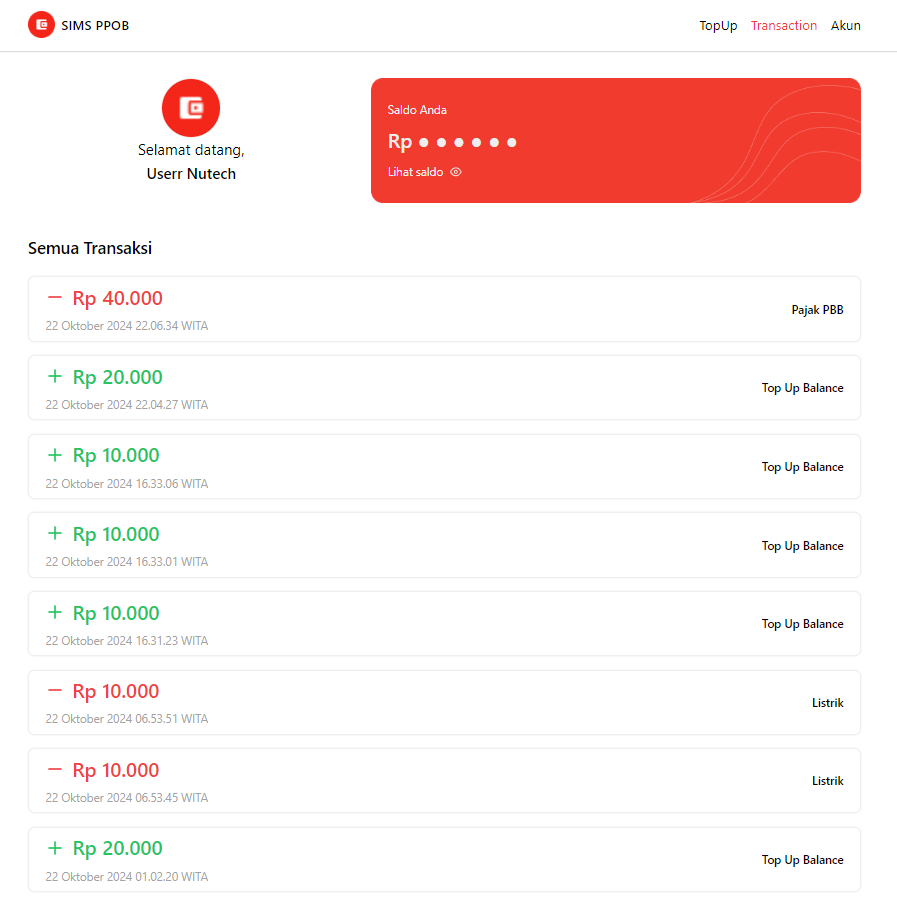 SIMS PPOB
TopUp Transaction Akun
Selamat datang,
Userr Nutech
Saldo Anda
Rp ● ● ● ● ● ●
Lihat saldo
Semua Transaksi
− Rp 40.000
22 Oktober 2024 22.06.34 WITA
Pajak PBB
+ Rp 20.000
22 Oktober 2024 22.04.27 WITA
Top Up Balance
+ Rp 10.000
22 Oktober 2024 16.33.06 WITA
Top Up Balance
+ Rp 10.000
22 Oktober 2024 16.33.01 WITA
Top Up Balance
+ Rp 10.000
22 Oktober 2024 16.31.23 WITA
Top Up Balance
− Rp 10.000
22 Oktober 2024 06.53.51 WITA
Listrik
− Rp 10.000
22 Oktober 2024 06.53.45 WITA
Listrik
+ Rp 20.000
22 Oktober 2024 01.02.20 WITA
Top Up Balance